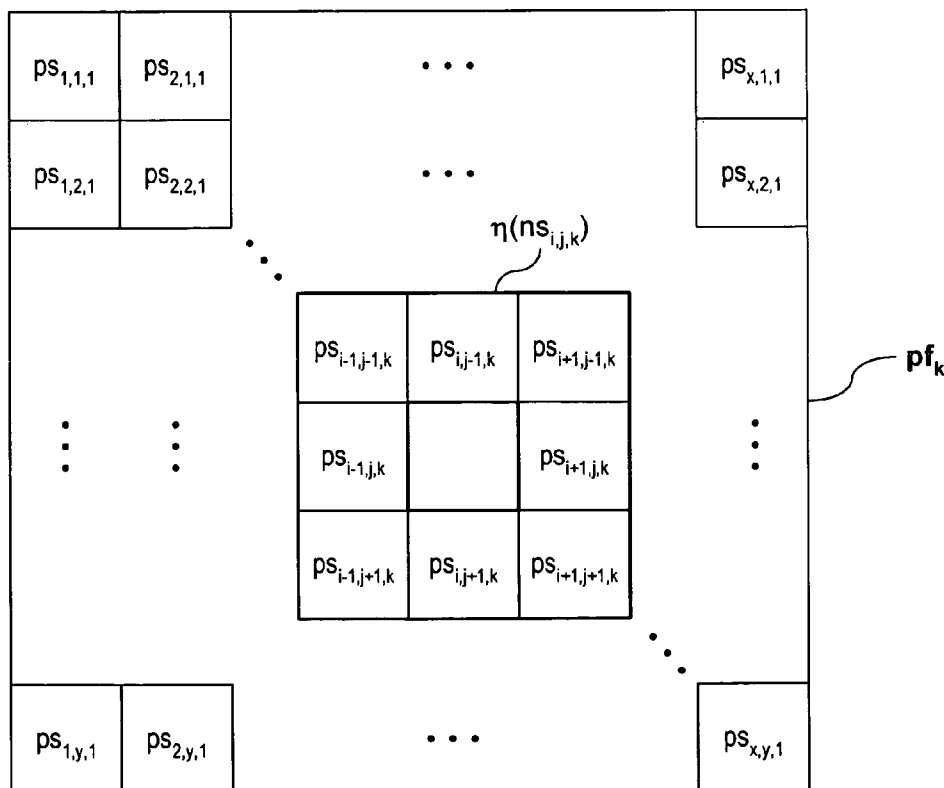 ps1,1,1 ps2,1,1 • • • psx,1,1
ps1,2,1 ps2,2,1 • • • psx,2,1
η(nsi,j,k)
psi-1,j-1,k psi,j-1,k psi+1,j-1,k
pfk
psi-1,j,k psi+1,j,k
psi-1,j+1,k psi,j+1,k psi+1,j+1,k
ps1,y,1 ps2,y,1 • • • psx,y,1